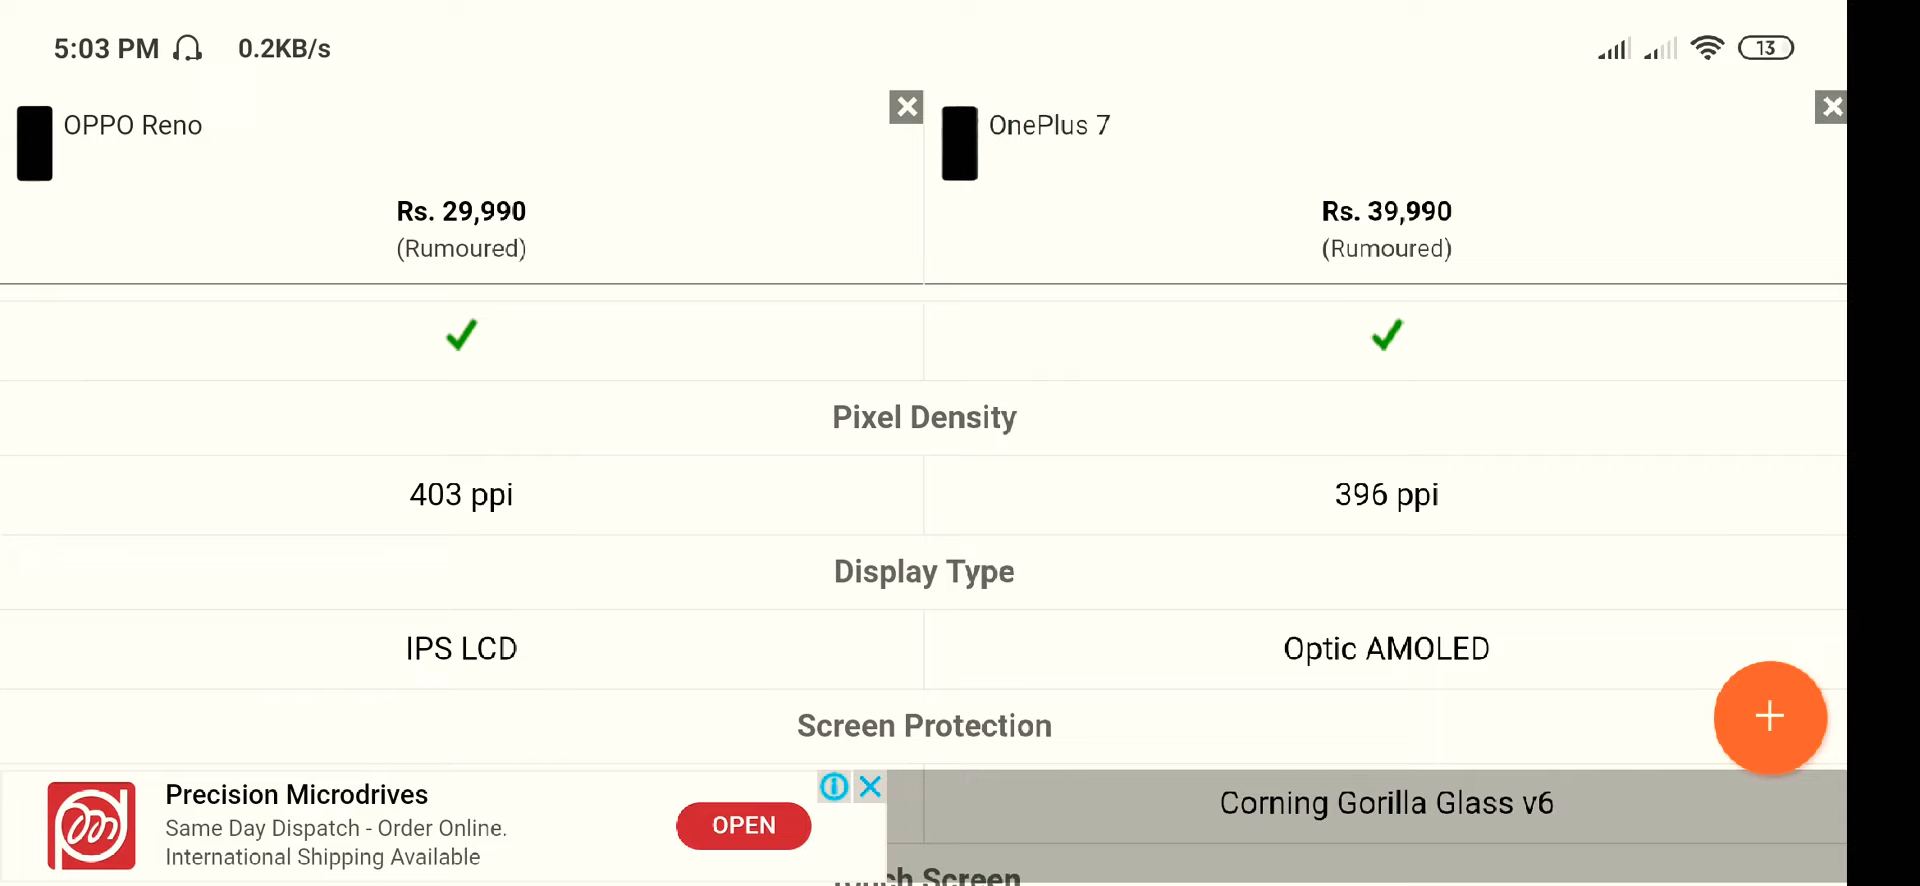 5:03 PM 0.2KB/s 13
OPPO Reno
OnePlus 7
Rs. 29,990
Rs. 39,990
(Rumoured)
(Rumoured)
Pixel Density
403 ppi
396 ppi
Display Type
IPS LCD
Optic AMOLED
Screen Protection
Corning Gorilla Glass v6
Precision Microdrives
Same Day Dispatch - Order Online.
International Shipping Available
OPEN
Screen